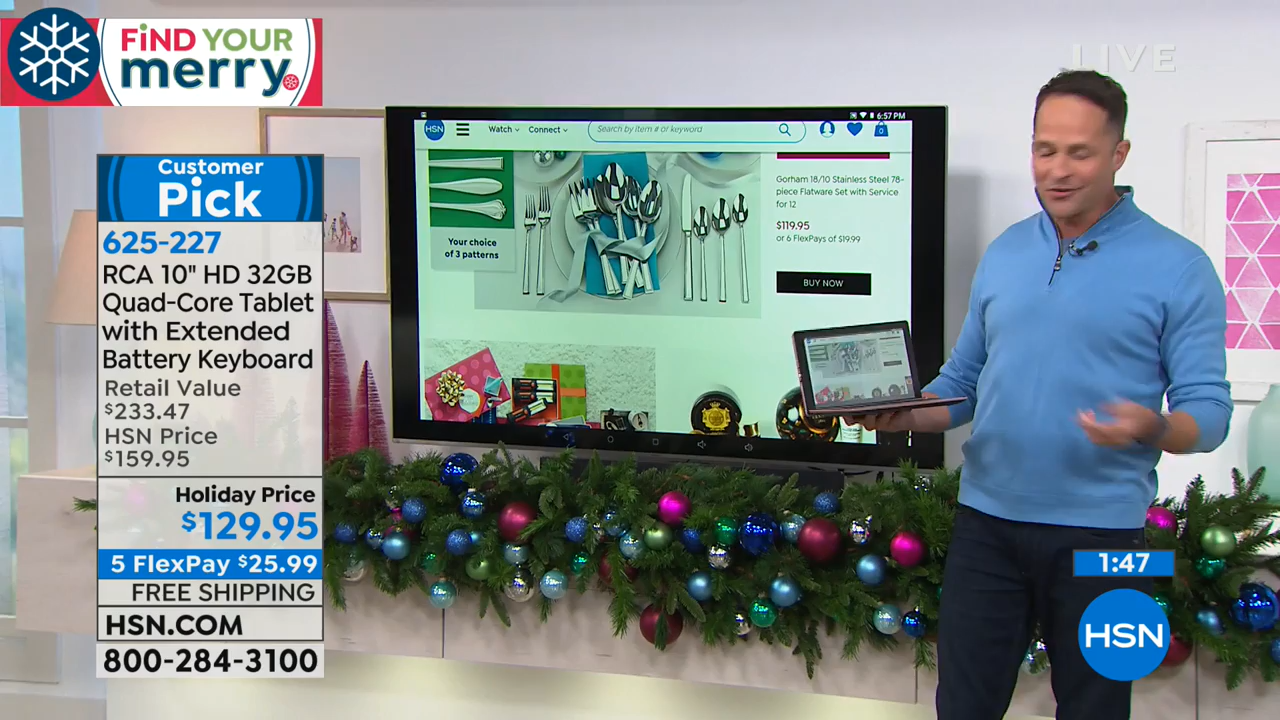 FiND YOUR
merry
LIVE
Customer
Pick
625-227
RCA 10" HD 32GB
Quad-Core Tablet
with Extended
Battery Keyboard
Retail Value
$233.47
HSN Price
$159.95
Holiday Price
$129.95
5 FlexPay $25.99
FREE SHIPPING
HSN.COM
800-284-3100
6:57 PM
HSN
Watch
Connect
Search by item # or keyword
0
Gorham 18/10 Stainless Steel 78-
piece Flatware Set with Service
for 12
$119.95
or 6 FlexPays of $19.99
BUY NOW
Your choice
of 3 patterns
1:47
HSN